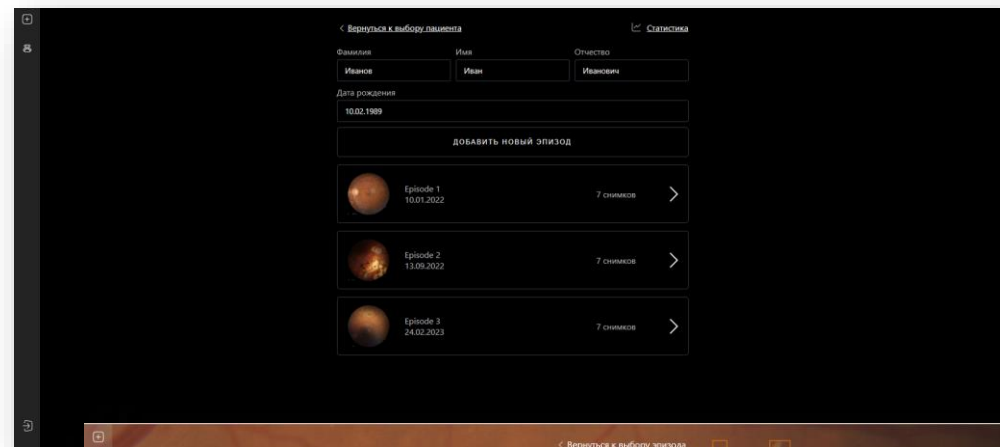 Вернуться к выбору пациента
Статистика
Фамилия
Имя
Отчество
Иванов
Иван
Иванович
Дата рождения
10.02.1989
ДОБАВИТЬ НОВЫЙ ЭПИЗОД
Episode 1
10.01.2022
7 снимков
Episode 2
13.09.2022
7 снимков
Episode 3
24.02.2023
7 снимков
Вернуться к выбору эпизода